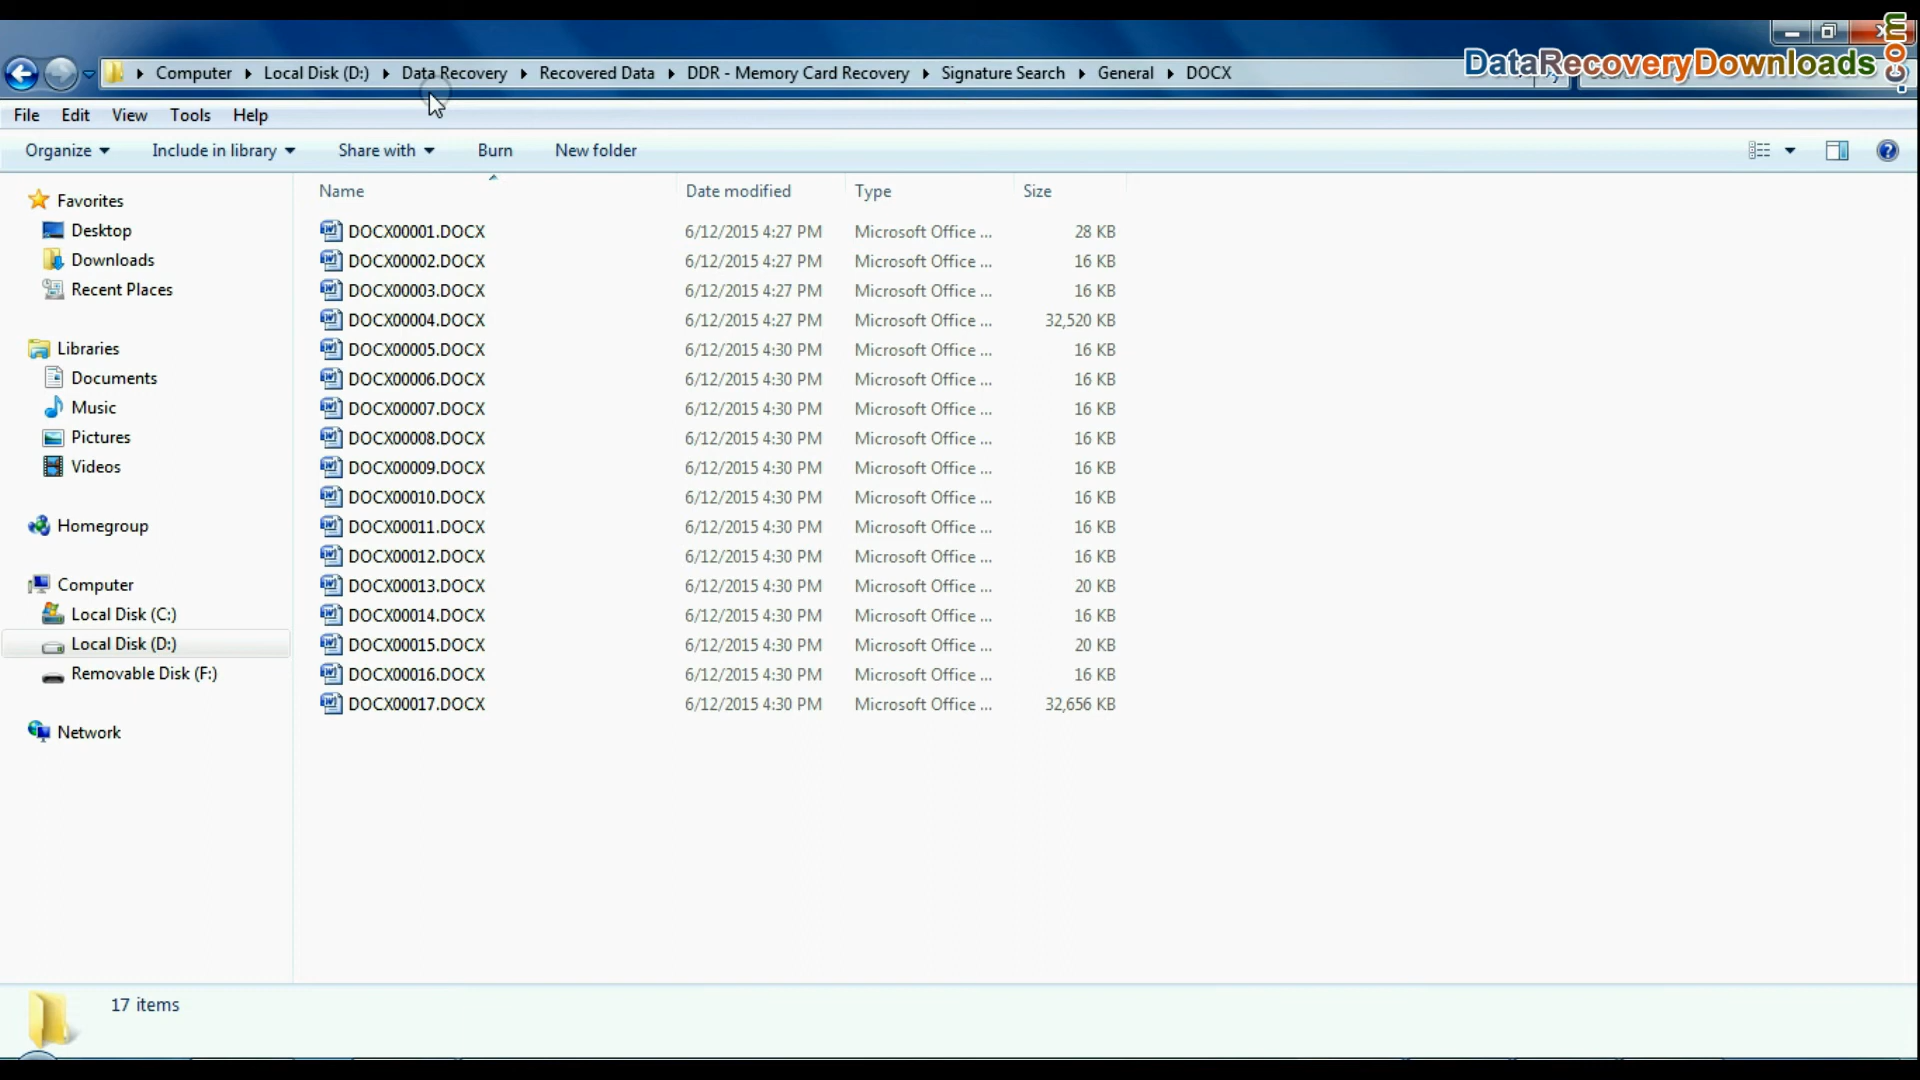 DataRecoveryDownloads.com
Computer Local Disk (D:) Data Recovery Recovered Data DDR - Memory Card Recovery Signature Search General DOCX
File Edit View Tools Help
Organize Include in library Share with Burn New folder
Name Date modified Type Size
Favorites
Desktop
Downloads
Recent Places
Libraries
Documents
Music
Pictures
Videos
Homegroup
Computer
Local Disk (C:)
Local Disk (D:)
Removable Disk (F:)
Network
DOCX00001.DOCX 6/12/2015 4:27 PM Microsoft Office ... 28 KB
DOCX00002.DOCX 6/12/2015 4:27 PM Microsoft Office ... 16 KB
DOCX00003.DOCX 6/12/2015 4:27 PM Microsoft Office ... 16 KB
DOCX00004.DOCX 6/12/2015 4:27 PM Microsoft Office ... 32,520 KB
DOCX00005.DOCX 6/12/2015 4:30 PM Microsoft Office ... 16 KB
DOCX00006.DOCX 6/12/2015 4:30 PM Microsoft Office ... 16 KB
DOCX00007.DOCX 6/12/2015 4:30 PM Microsoft Office ... 16 KB
DOCX00008.DOCX 6/12/2015 4:30 PM Microsoft Office ... 16 KB
DOCX00009.DOCX 6/12/2015 4:30 PM Microsoft Office ... 16 KB
DOCX00010.DOCX 6/12/2015 4:30 PM Microsoft Office ... 16 KB
DOCX00011.DOCX 6/12/2015 4:30 PM Microsoft Office ... 16 KB
DOCX00012.DOCX 6/12/2015 4:30 PM Microsoft Office ... 16 KB
DOCX00013.DOCX 6/12/2015 4:30 PM Microsoft Office ... 20 KB
DOCX00014.DOCX 6/12/2015 4:30 PM Microsoft Office ... 16 KB
DOCX00015.DOCX 6/12/2015 4:30 PM Microsoft Office ... 20 KB
DOCX00016.DOCX 6/12/2015 4:30 PM Microsoft Office ... 16 KB
DOCX00017.DOCX 6/12/2015 4:30 PM Microsoft Office ... 32,656 KB
17 items